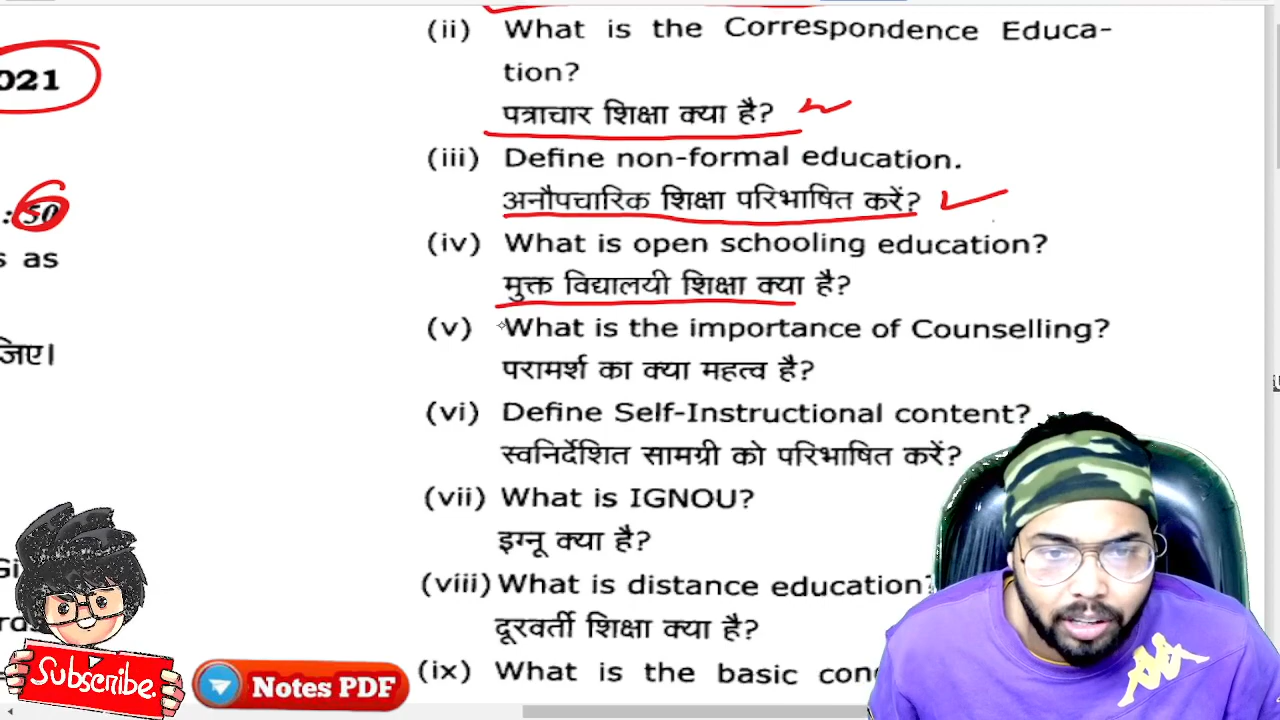 021
: 50
s as
जिए।
Gi
rd.
(ii) What is the Correspondence Educa-
tion?
पत्राचार शिक्षा क्या है?
(iii) Define non-formal education.
अनौपचारिक शिक्षा परिभाषित करें?
(iv) What is open schooling education?
मुक्त विद्यालयी शिक्षा क्या है?
(v) What is the importance of Counselling?
परामर्श का क्या महत्व है?
(vi) Define Self-Instructional content?
स्वनिर्देशित सामग्री को परिभाषित करें?
(vii) What is IGNOU?
इग्नू क्या है?
(viii) What is distance education?
दूरवर्ती शिक्षा क्या है?
(ix) What is the basic con
Subscribe.
Notes PDF